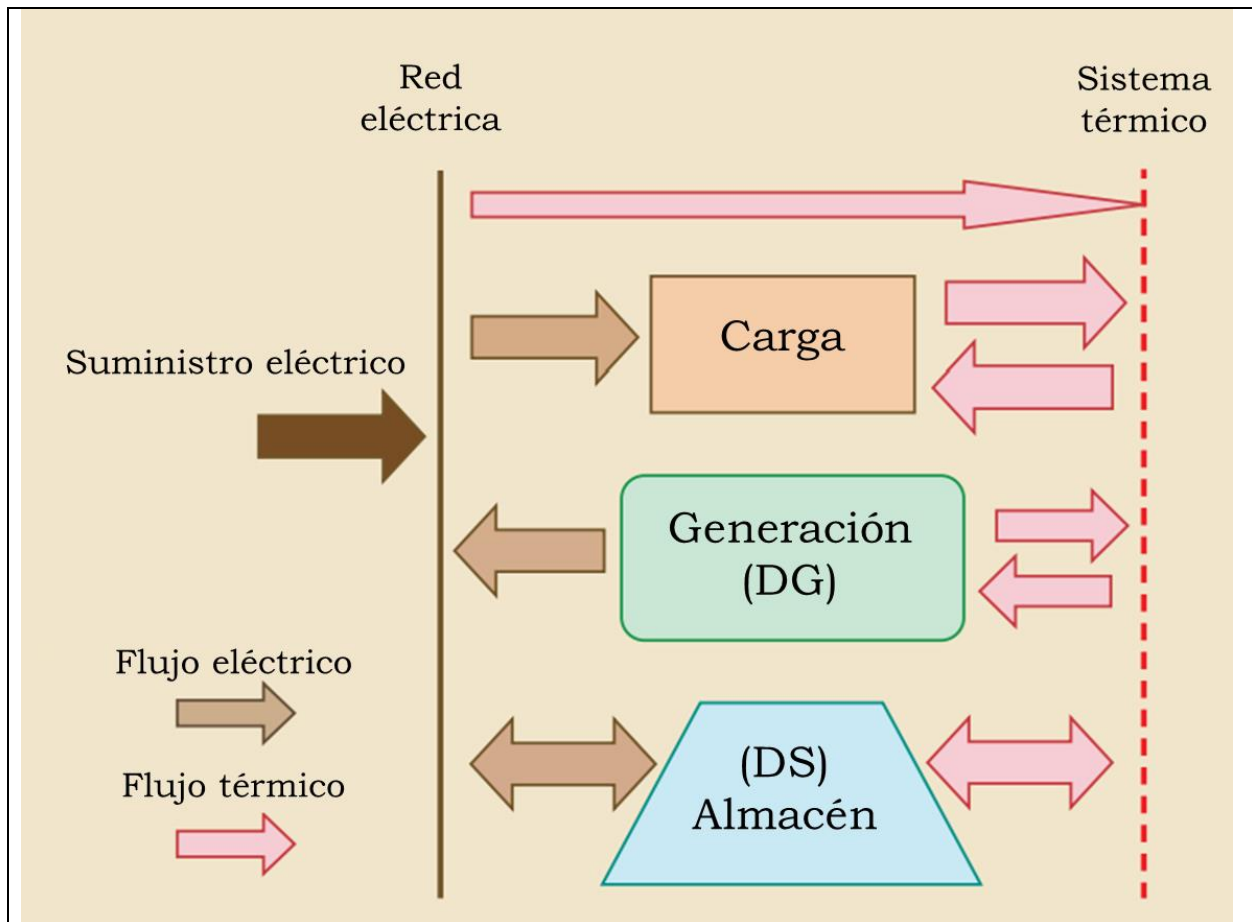 Red
eléctrica
Sistema
térmico
Carga
Suministro eléctrico
Generación
(DG)
Flujo eléctrico
(DS)
Almacén
Flujo térmico